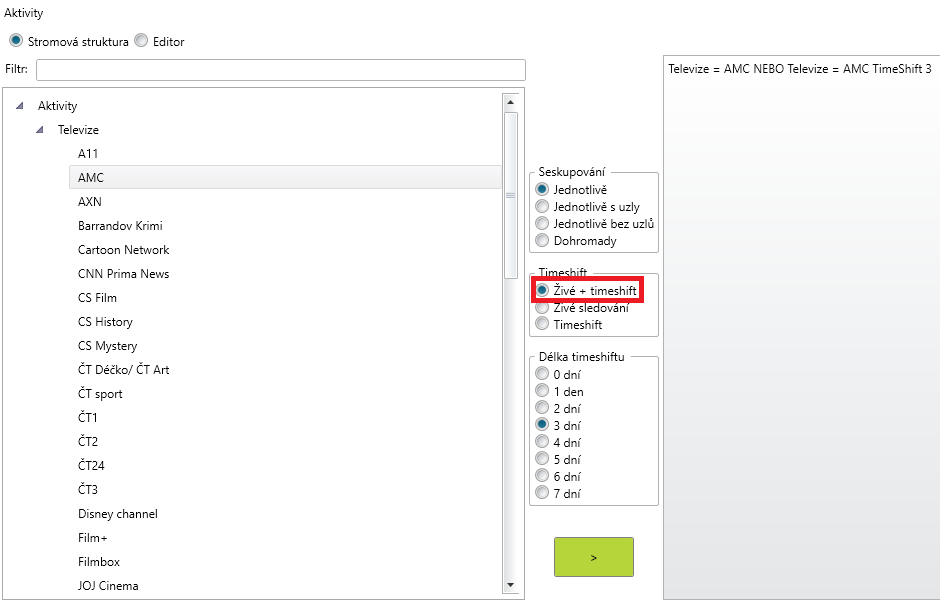 Aktivity
Stromová struktura Editor
Filtr:
Aktivity
Televize
A11
AMC
AXN
Barrandov Krimi
Cartoon Network
CNN Prima News
CS Film
CS History
CS Mystery
ČT Déčko/ ČT Art
ČT sport
ČT1
ČT2
ČT24
ČT3
Disney channel
Film+
Filmbox
JOJ Cinema
Seskupování
Jednotlivě
Jednotlivě s uzly
Jednotlivě bez uzlů
Dohromady
Timeshift
Živé + timeshift
Živé sledování
Timeshift
Délka timeshiftu
0 dní
1 den
2 dní
3 dní
4 dní
5 dní
6 dní
7 dní
>
Televize = AMC NEBO Televize = AMC TimeShift 3